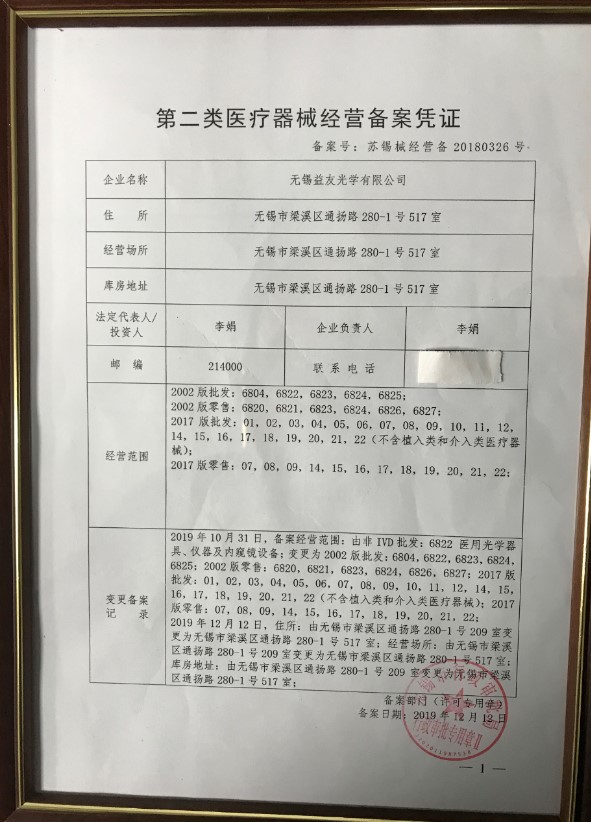 第二类医疗器械经营备案凭证
备案号：苏锡械经营备 20180326 号
企业名称 无锡益友光学有限公司
住 所 无锡市梁溪区通扬路 280-1 号 517 室
经营场所 无锡市梁溪区通扬路 280-1 号 517 室
库房地址 无锡市梁溪区通扬路 280-1 号 517 室
法定代表人/投资人 李娟 企业负责人 李娟
邮 编 214000 联 系 电 话
经营范围
2002 版批发：6804，6822，6823，6824，6825；
2002 版零售：6820，6821，6823，6824，6826，6827；
2017 版批发：01，02，03，04，05，06，07，08，09，10，11，12，
14，15，16，17，18，19，20，21，22（不含植入类和介入类医疗器
械）；
2017 版零售：07，08，09，14，15，16，17，18，19，20，21，22；
变更备案
记 录
2019 年 10 月 31 日，备案经营范围：由非 IVD 批发：6822 医用光学器
具、仪器及内窥镜设备；变更为 2002 版批发：6804，6822，6823，6824，
6825；2002 版零售：6820，6821，6823，6824，6826，6827；2017 版
批发：01，02，03，04，05，06，07，08，09，10，11，12，14，15，
16，17，18，19，20，21，22（不含植入类和介入类医疗器械）；2017
版零售：07，08，09，14，15，16，17，18，19，20，21，22；
2019 年 12 月 12 日，住所：由无锡市梁溪区通扬路 280-1 号 209 室变
更为无锡市梁溪区通扬路 280-1 号 517 室；经营场所：由无锡市梁溪
区通扬路 280-1 号 209 室变更为无锡市梁溪区通扬路 280-1 号 517 室；
库房地址：由无锡市梁溪区通扬路 280-1 号 209 室变更为无锡市梁溪
区通扬路 280-1 号 517 室；
备案部门（许可专用章）
备案日期：2019 年 12 月 12 日
行政审批专用章
— 1 —